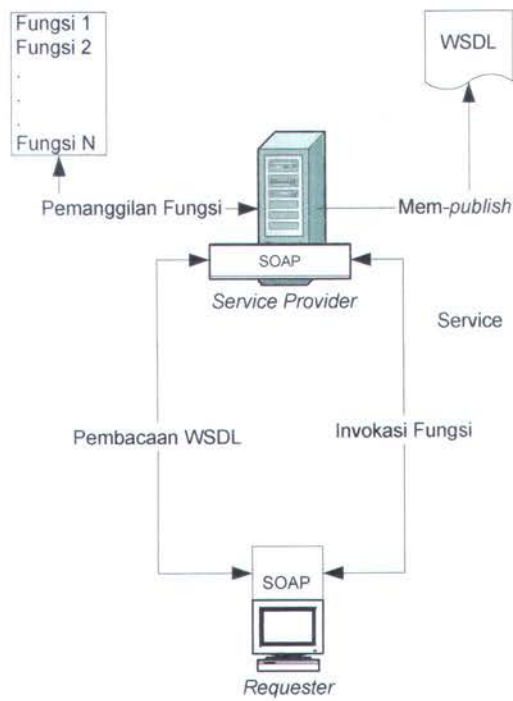 Fungsi 1
Fungsi 2
.
.
.
Fungsi N
WSDL
Pemanggilan Fungsi
Mem-publish
SOAP
Service Provider
Service
Pembacaan WSDL
Invokasi Fungsi
SOAP
Requester